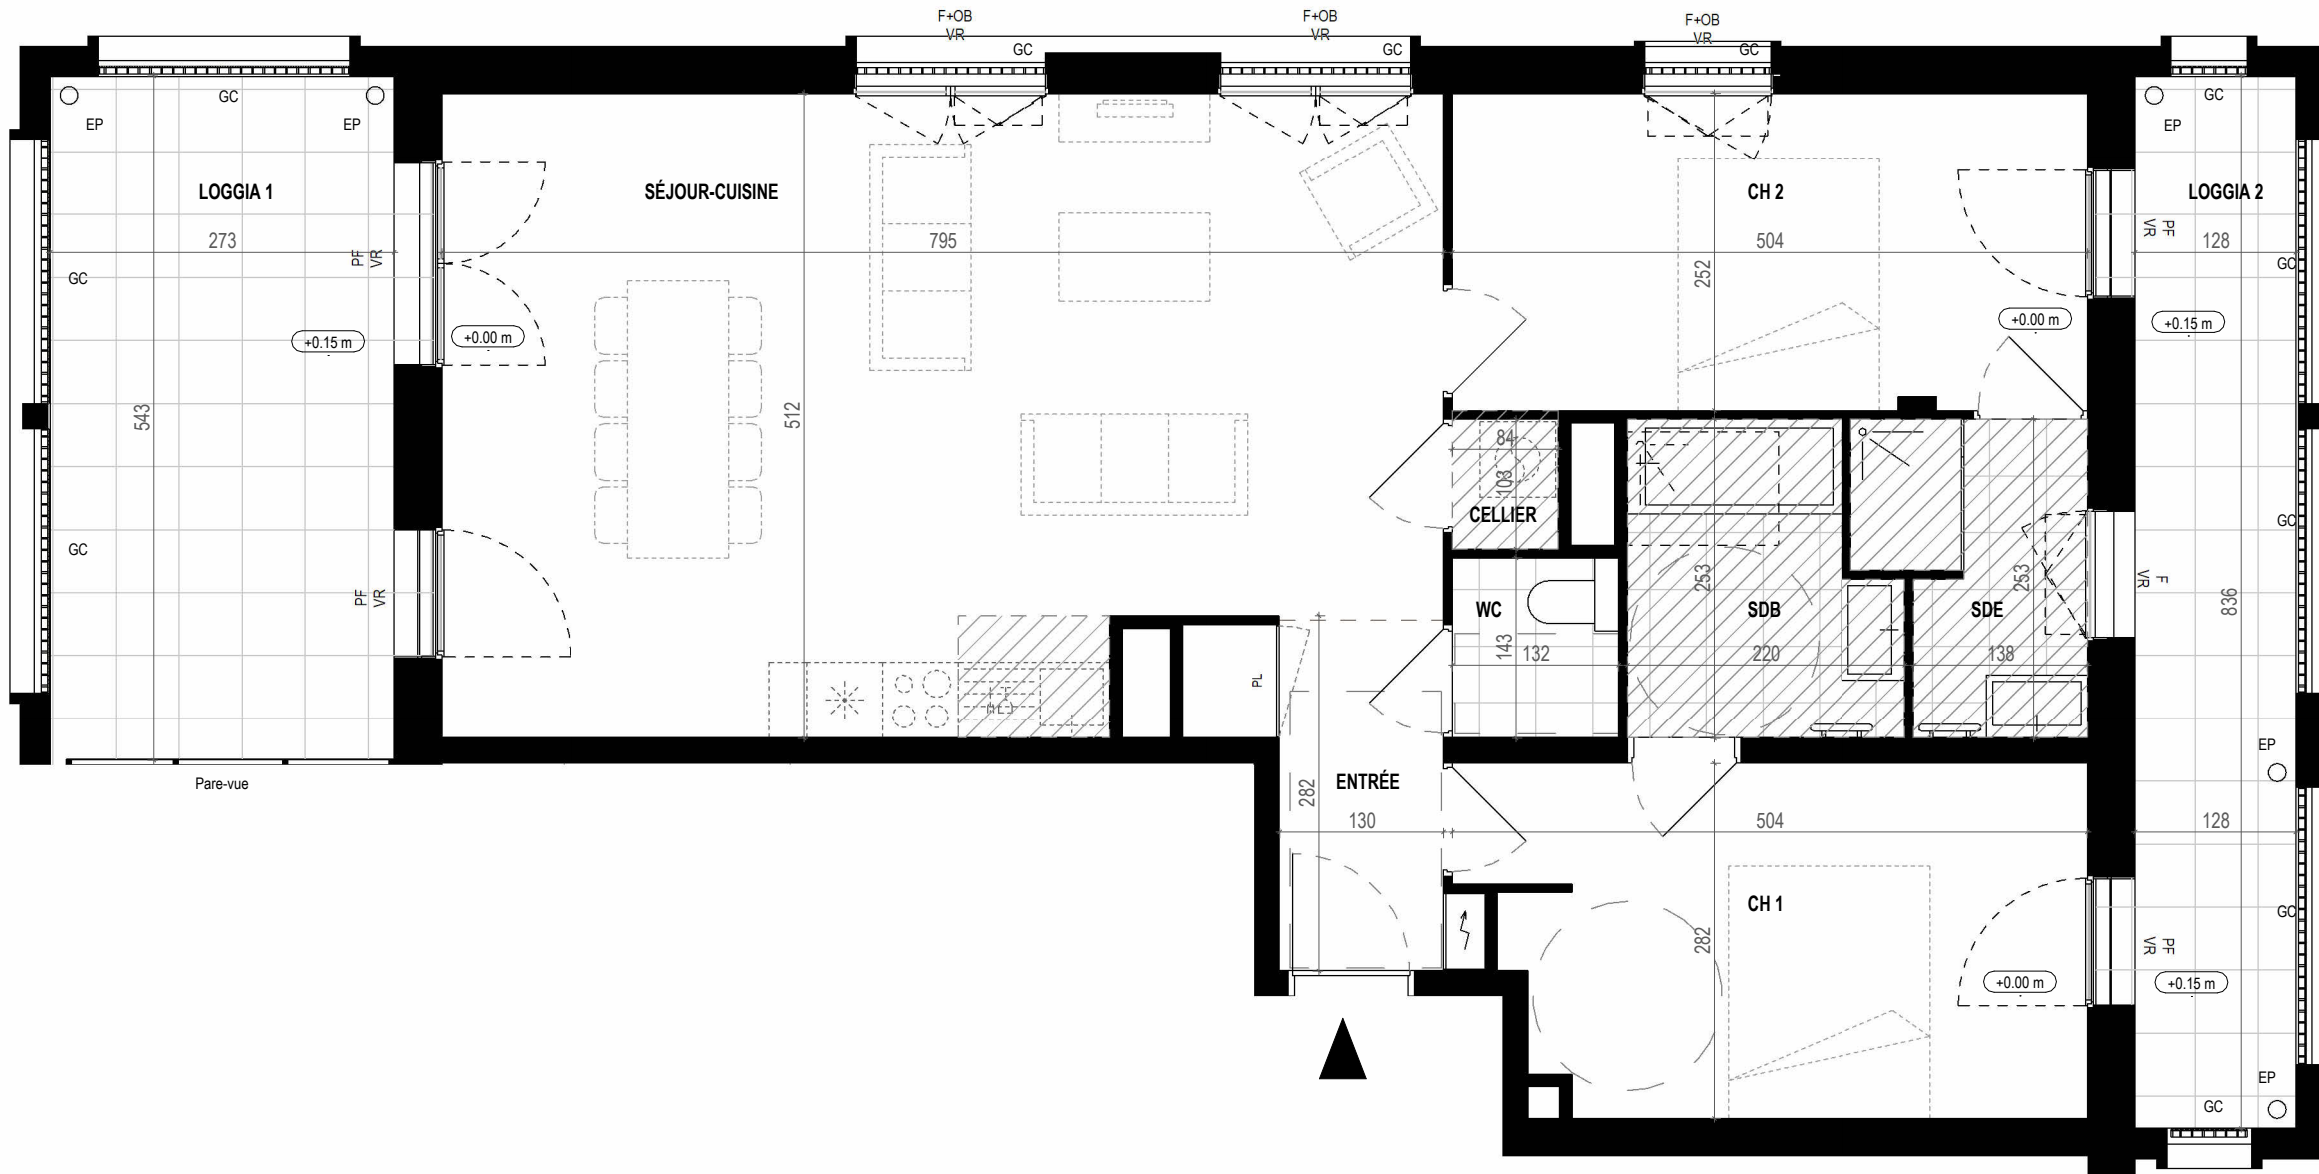 F+OB
VR
GC
F+OB
VR
GC
F+OB
VR
GC
GC
EP
EP
GC
EP
LOGGIA 1
SÉJOUR-CUISINE
CH 2
LOGGIA 2
273
795
504
128
PF
VR
PF
VR
GC
GC
252
+0.15 m
+0.00 m
+0.00 m
+0.15 m
543
512
84
103
CELLIER
GC
GC
PF
VR
253
253
F
VR
WC
SDB
SDE
836
143
132
220
138
PL
EP
Pare-vue
ENTRÉE
282
130
504
128
CH 1
GC
282
PF
VR
+0.00 m
+0.15 m
EP
GC